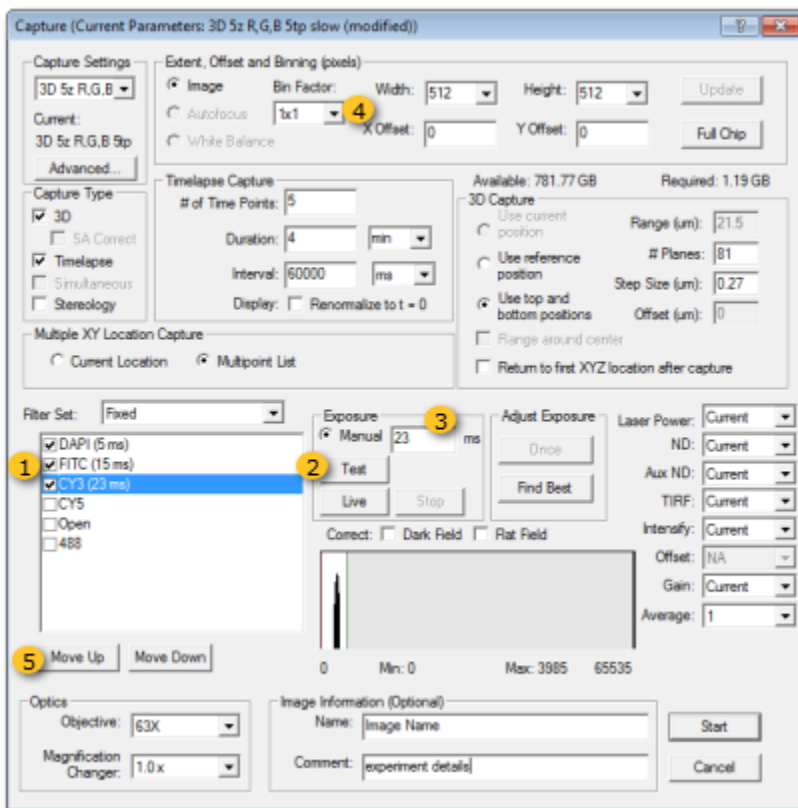 Capture (Current Parameters: 3D 5z R,G,B 5tp slow (modified))
Capture Settings
3D 5z R,G,B
Current:
3D 5z R,G,B 5tp
Advanced...
Extent, Offset and Binning (pixels)
Image
Autofocus
White Balance
Bin Factor:
1x1
4
Width: 512
Height: 512
Update
X Offset: 0
Y Offset: 0
Full Chip
Capture Type
3D
SA Correct
Timelapse
Simultaneous
Stereology
Timelapse Capture
# of Time Points: 5
Duration: 4 min
Interval: 60000 ms
Display: Renormalize to t = 0
Available: 781.77 GB
Required: 1.19 GB
3D Capture
Use current
position
Use reference
position
Use top and
bottom positions
Range (um): 21.5
# Planes: 81
Step Size (um): 0.27
Offset (um): 0
Range around center
Return to first XYZ location after capture
Multiple XY Location Capture
Current Location
Multipoint List
Filter Set: Fixed
DAPI (5 ms)
1
FITC (15 ms)
CY3 (23 ms)
CY5
Open
488
5
Move Up
Move Down
Exposure
3
Manual 23 ms
2
Test
Live
Stop
Adjust Exposure
Once
Find Best
Correct: Dark Field Flat Field
0 Min: 0 Max: 3985 65535
Laser Power: Current
ND: Current
Aux ND: Current
TIRF: Current
Intensify: Current
Offset: NA
Gain: Current
Average: 1
Optics
Objective: 63X
Magnification
Changer: 1.0 x
Image Information (Optional)
Name: Image Name
Comment: experiment details
Start
Cancel